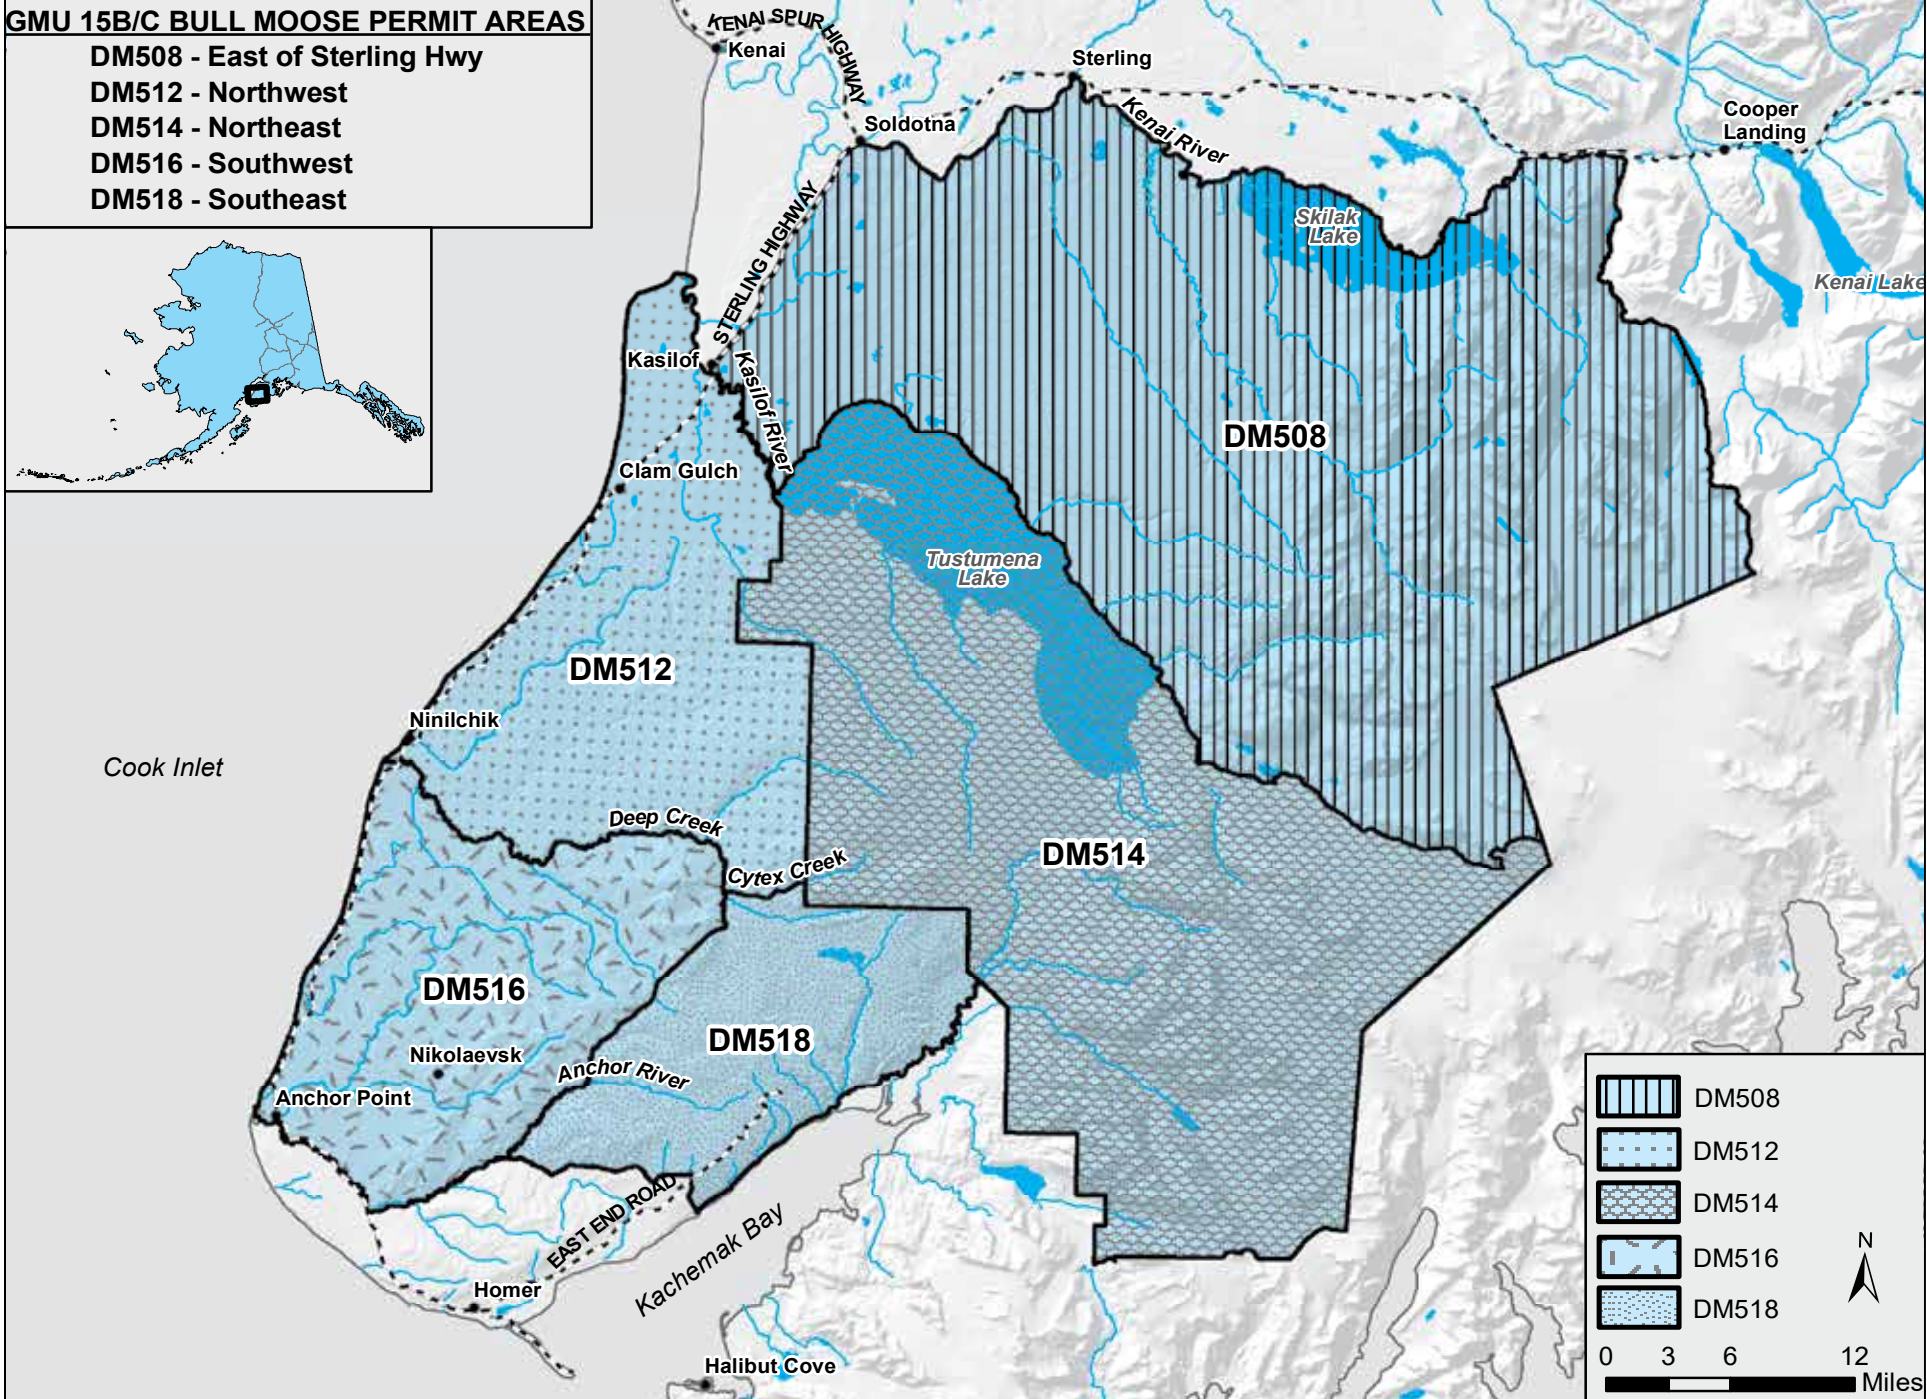 GMU 15B/C BULL MOOSE PERMIT AREAS
DM508 - East of Sterling Hwy
DM512 - Northwest
DM514 - Northeast
DM516 - Southwest
DM518 - Southeast
KENAI SPUR HIGHWAY
Kenai
Sterling
Soldotna
Kenai River
Cooper
Landing
STERLING HIGHWAY
Skilak
Lake
Kenai Lake
Kasilof
Kasilof River
DM508
Clam Gulch
Tustumena
Lake
DM512
Ninilchik
Cook Inlet
Deep Creek
DM514
Cytex Creek
DM516
DM518
Nikolaevsk
Anchor River
Anchor Point
EAST END ROAD
Kachemak Bay
Homer
Halibut Cove
DM508
DM512
DM514
DM516
DM518
N
0 3 6 12
Miles